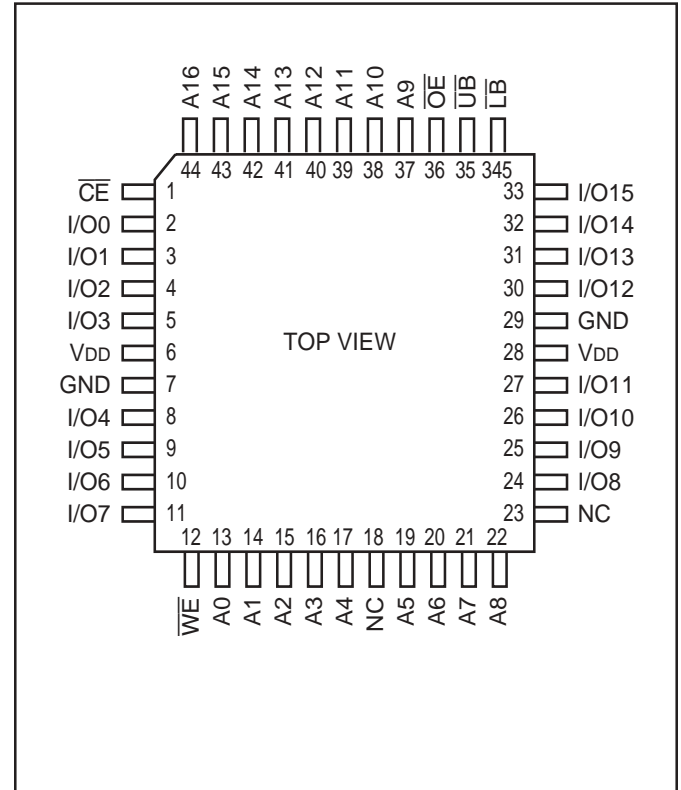 A16 A15 A14 A13 A12 A11 A10 A9 OE UB LB
44 43 42 41 40 39 38 37 36 35 345
CE 1 33 I/O15
I/O0 2 32 I/O14
I/O1 3 31 I/O13
I/O2 4 30 I/O12
I/O3 5 29 GND
TOP VIEW
VDD 6 28 VDD
GND 7 27 I/O11
I/O4 8 26 I/O10
I/O5 9 25 I/O9
I/O6 10 24 I/O8
I/O7 11 23 NC
12 13 14 15 16 17 18 19 20 21 22
WE A0 A1 A2 A3 A4 NC A5 A6 A7 A8